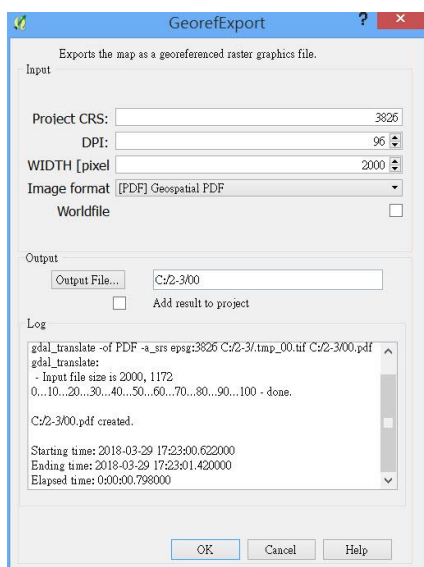 GeorefExport
? ×
Exports the map as a georeferenced raster graphics file.
Input
Project CRS: 3826
DPI: 96
WIDTH [pixel 2000
Image format [PDF] Geospatial PDF
Worldfile
Output
Output File... C:/2-3/00
Add result to project
Log
gdal_translate -of PDF -a_srs epsg:3826 C:/2-3/.tmp_00.tif C:/2-3/00.pdf
gdal_translate:
- Input file size is 2000, 1172
0...10...20...30...40...50...60...70...80...90...100 - done.
C:/2-3/00.pdf created.
Starting time: 2018-03-29 17:23:00.622000
Ending time: 2018-03-29 17:23:01.420000
Elapsed time: 0:00:00.798000
OK Cancel Help